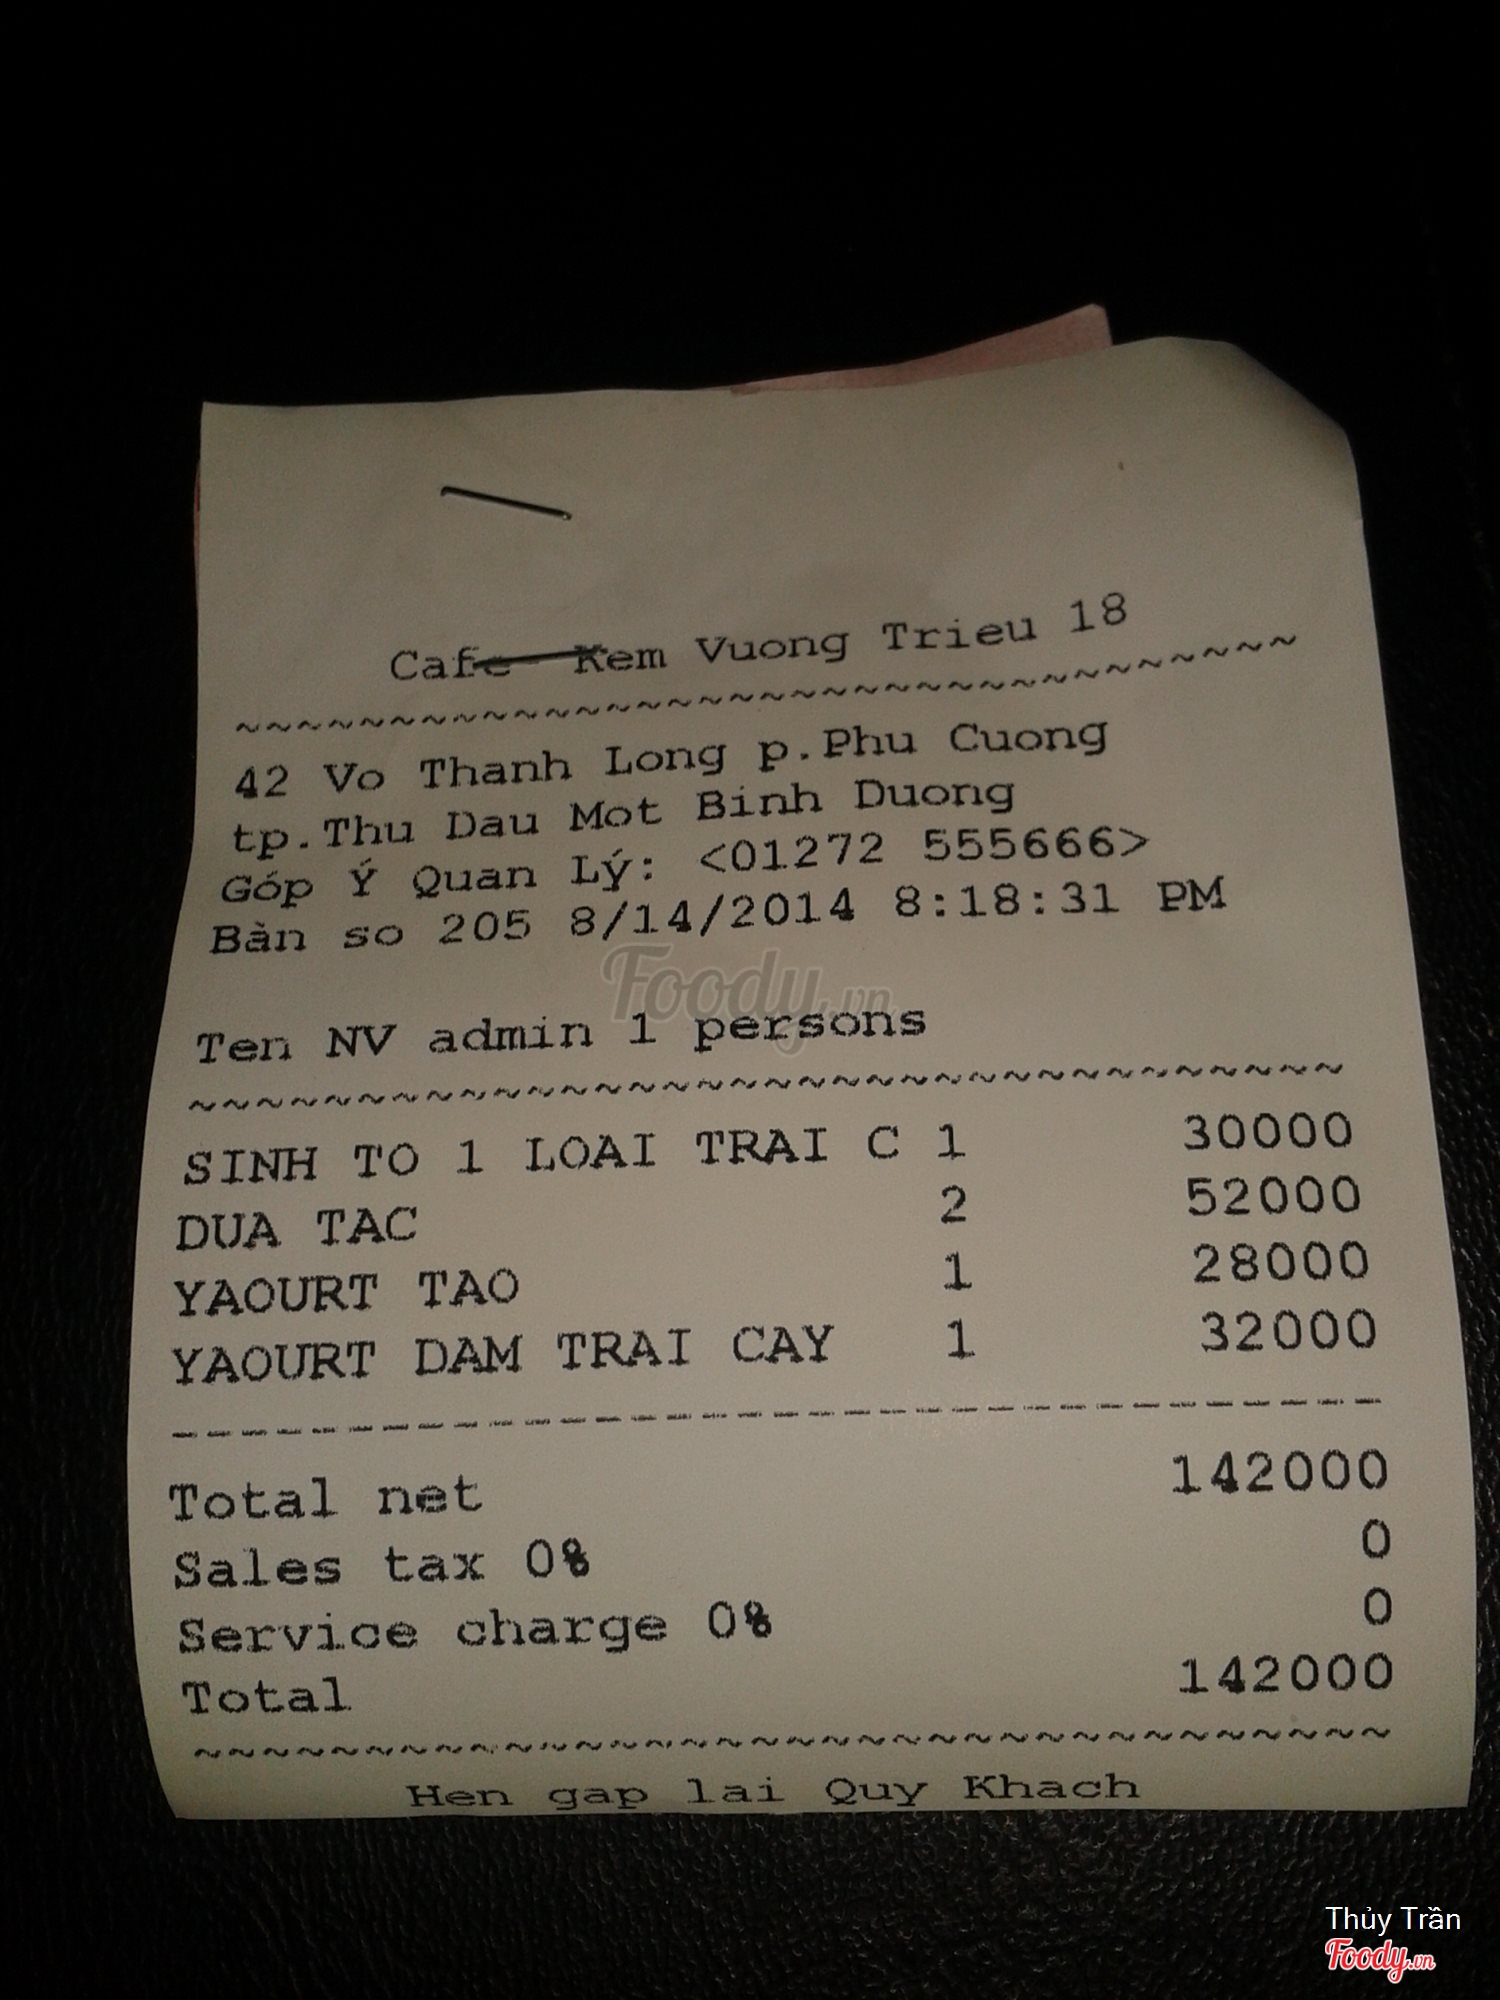 Cafe Kem Vuong Trieu 18
~~~~~~~~~~~~~~~~~~~~~~~~~~~~~~~~~~~
42 Vo Thanh Long p.Phu Cuong
tp.Thu Dau Mot Binh Duong
Góp Ý Quan Lý: <01272 555666>
Bàn so 205 8/14/2014 8:18:31 PM
Foody.vn
Ten NV admin 1 persons
~~~~~~~~~~~~~~~~~~~~~~~~~~~~~~~~~~~
SINH TO 1 LOAI TRAI C 1 30000
DUA TAC 2 52000
YAOURT TAO 1 28000
YAOURT DAM TRAI CAY 1 32000
-----------------------------------
Total net 142000
Sales tax 0% 0
Service charge 0% 0
Total 142000
~~~~~~~~~~~~~~~~~~~~~~~~~~~~~~~~~~~
Hen gap lai Quy Khach
Thủy Trần
Foody.vn